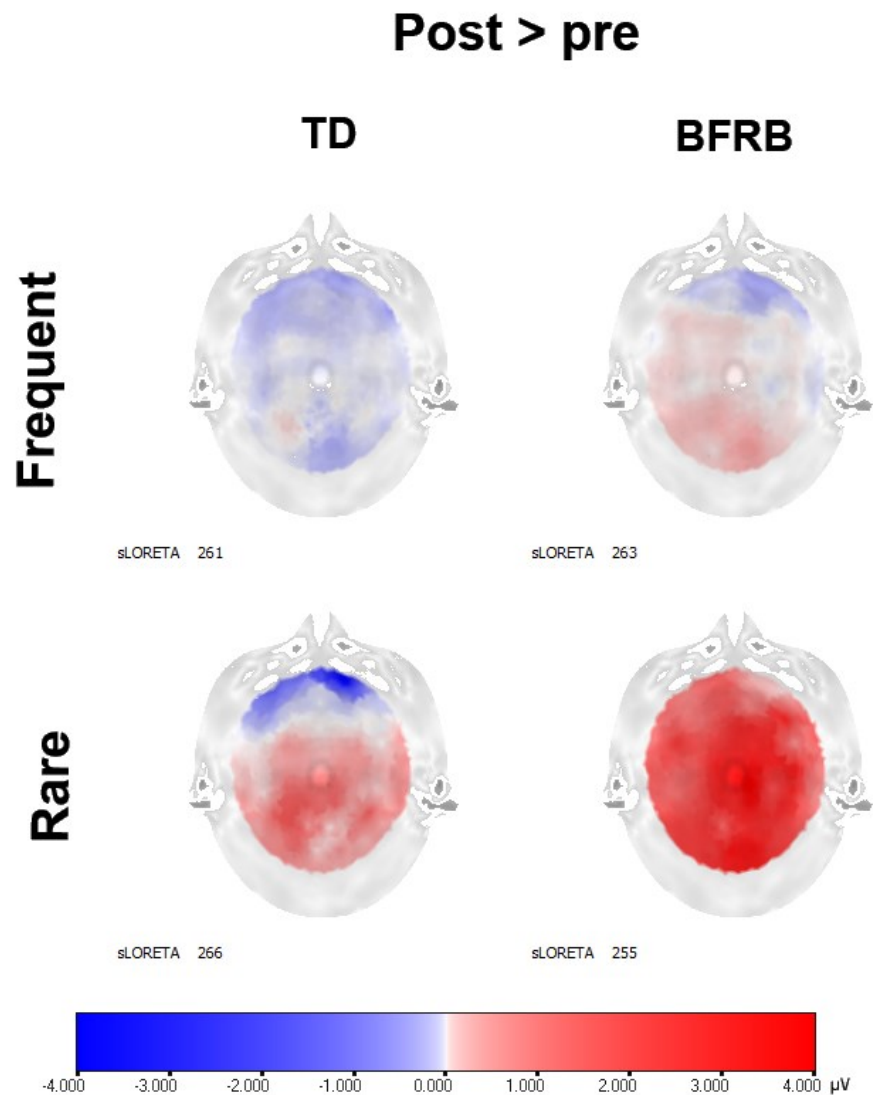 Post > pre
TD BFRB
Frequent
sLORETA 261 sLORETA 263
Rare
sLORETA 266 sLORETA 255
-4.000 -3.000 -2.000 -1.000 0.000 1.000 2.000 3.000 4.000 μV